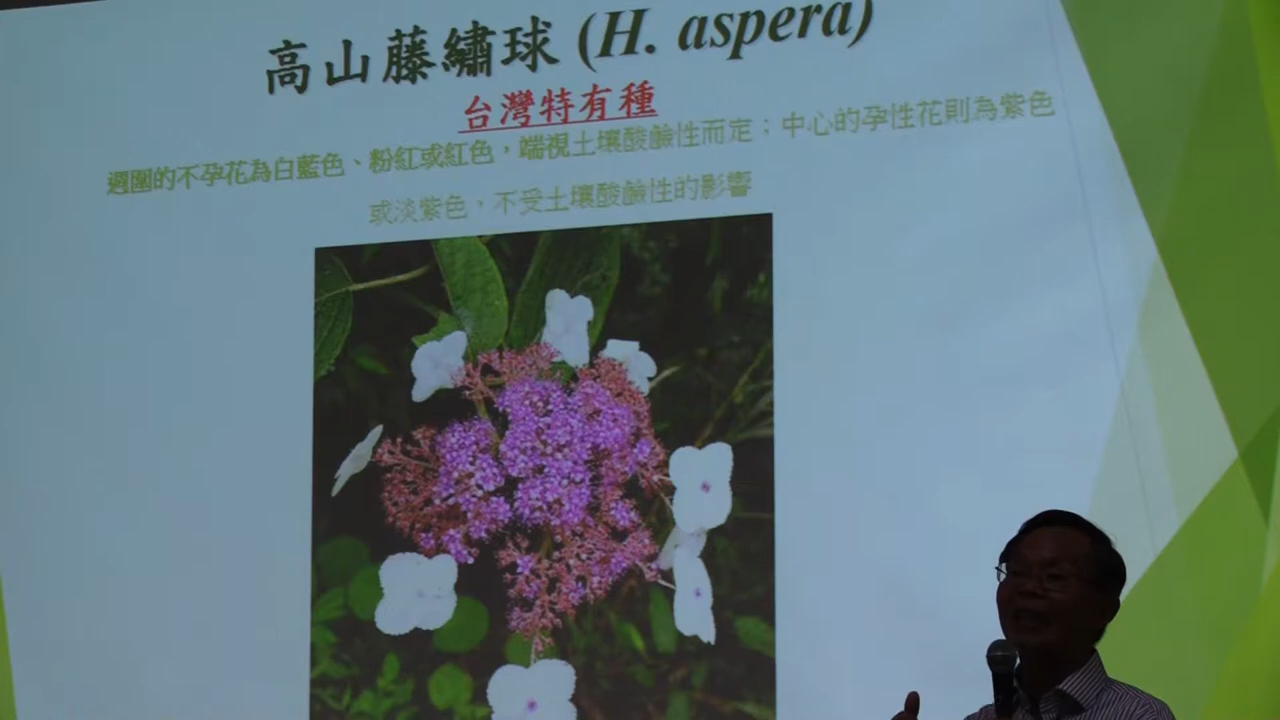 高山藤繡球 (H. aspera)
台灣特有種
週圍的不孕花為白藍色、粉紅或紅色，端視土壤酸鹼性而定；中心的孕性花則為紫色
或淡紫色，不受土壤酸鹼性的影響